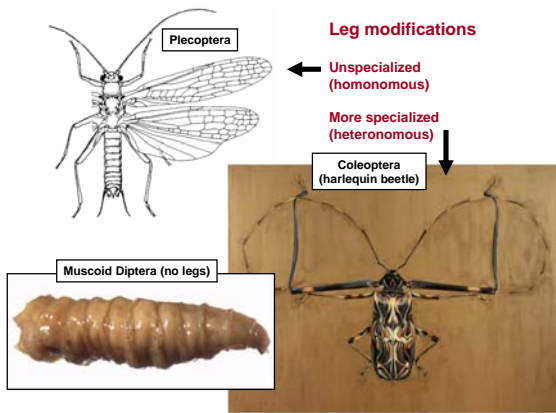 Plecoptera
Leg modifications
Unspecialized
(homonomous)
More specialized
(heteronomous)
Coleoptera
(harlequin beetle)
Muscoid Diptera (no legs)